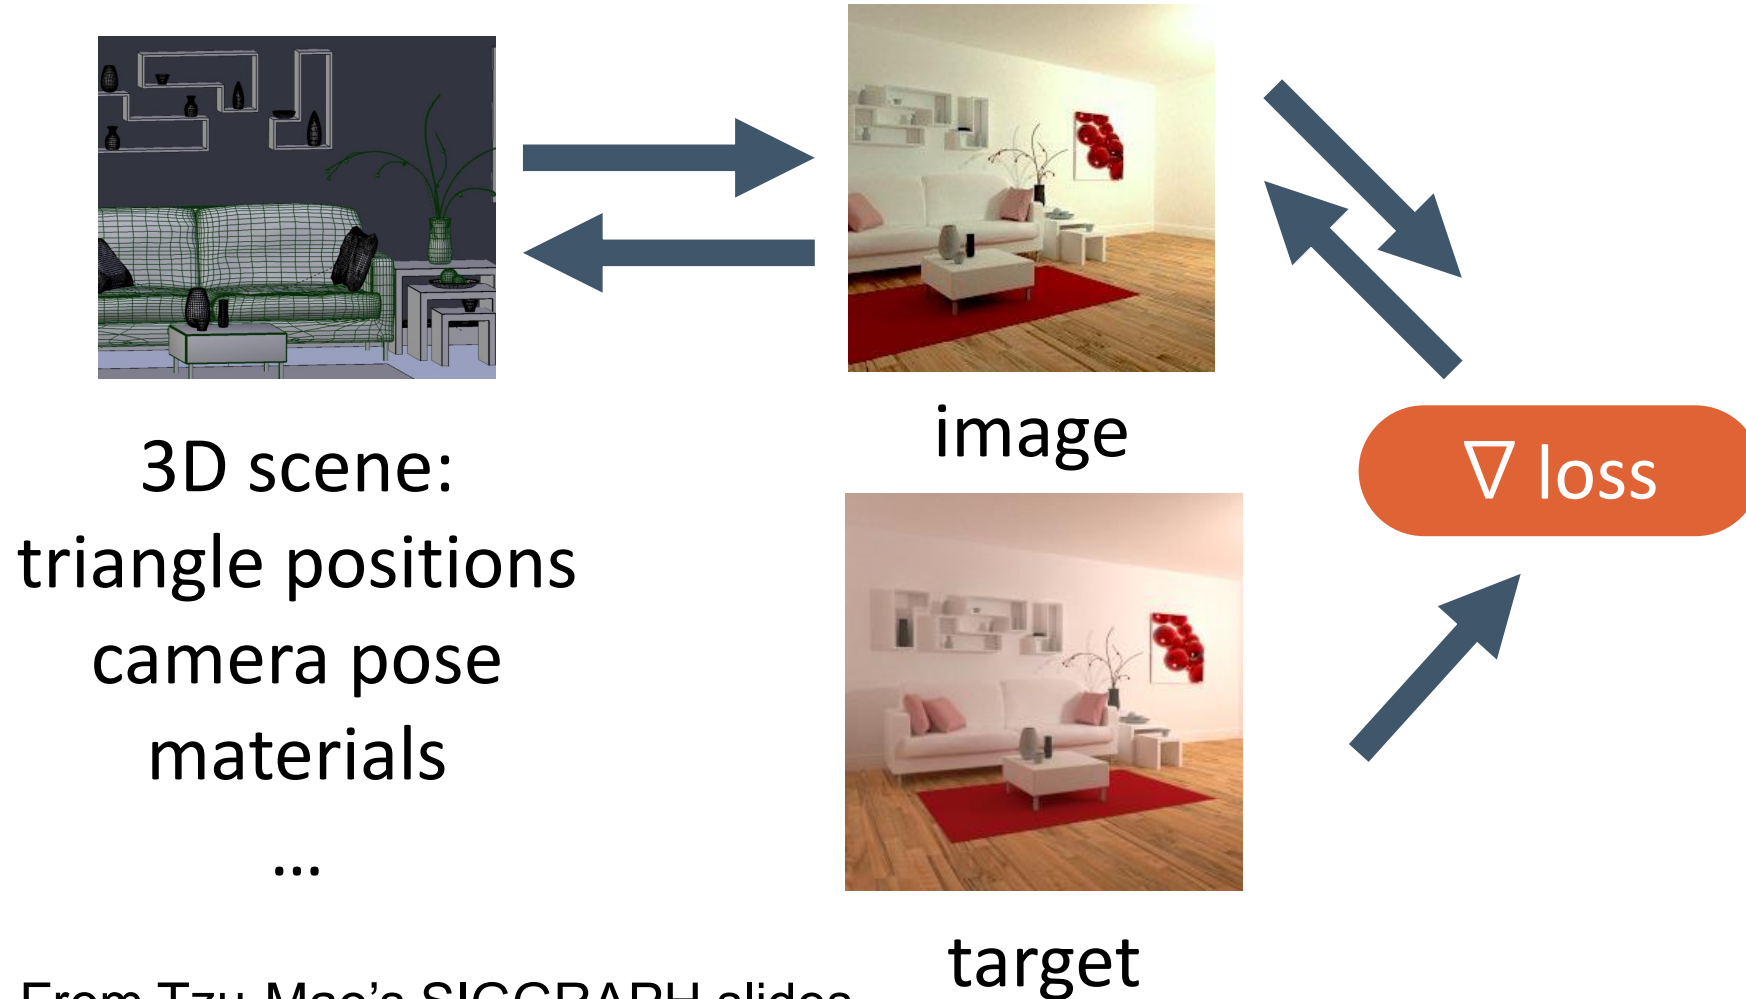 3D scene:
triangle positions
camera pose
materials
...
image
∇ loss
target
From Tzu-Mao's SIGGRAPH slides